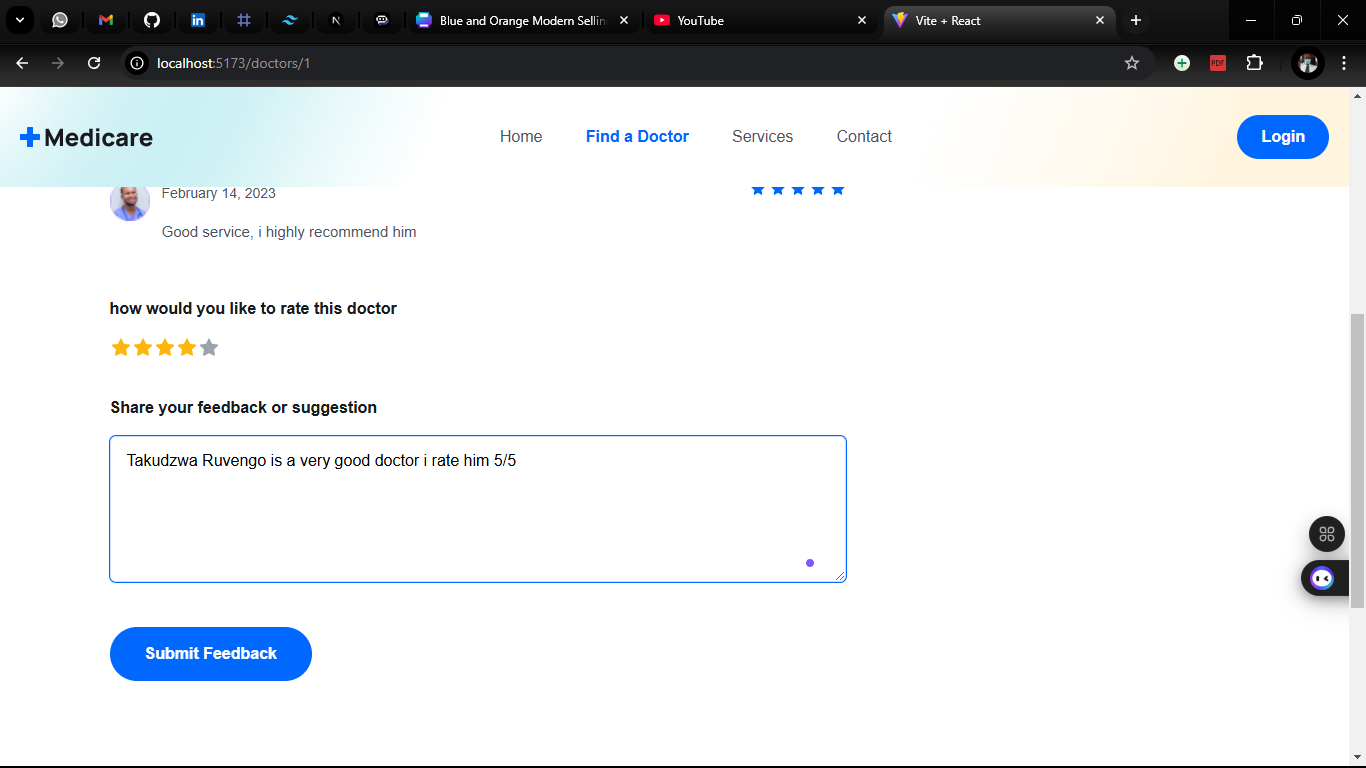 Blue and Orange Modern Sellin
YouTube
Vite + React
localhost:5173/doctors/1
PDF
Medicare
Home
Find a Doctor
Services
Contact
Login
February 14, 2023
Good service, i highly recommend him
how would you like to rate this doctor
Share your feedback or suggestion
Takudzwa Ruvengo is a very good doctor i rate him 5/5
Submit Feedback